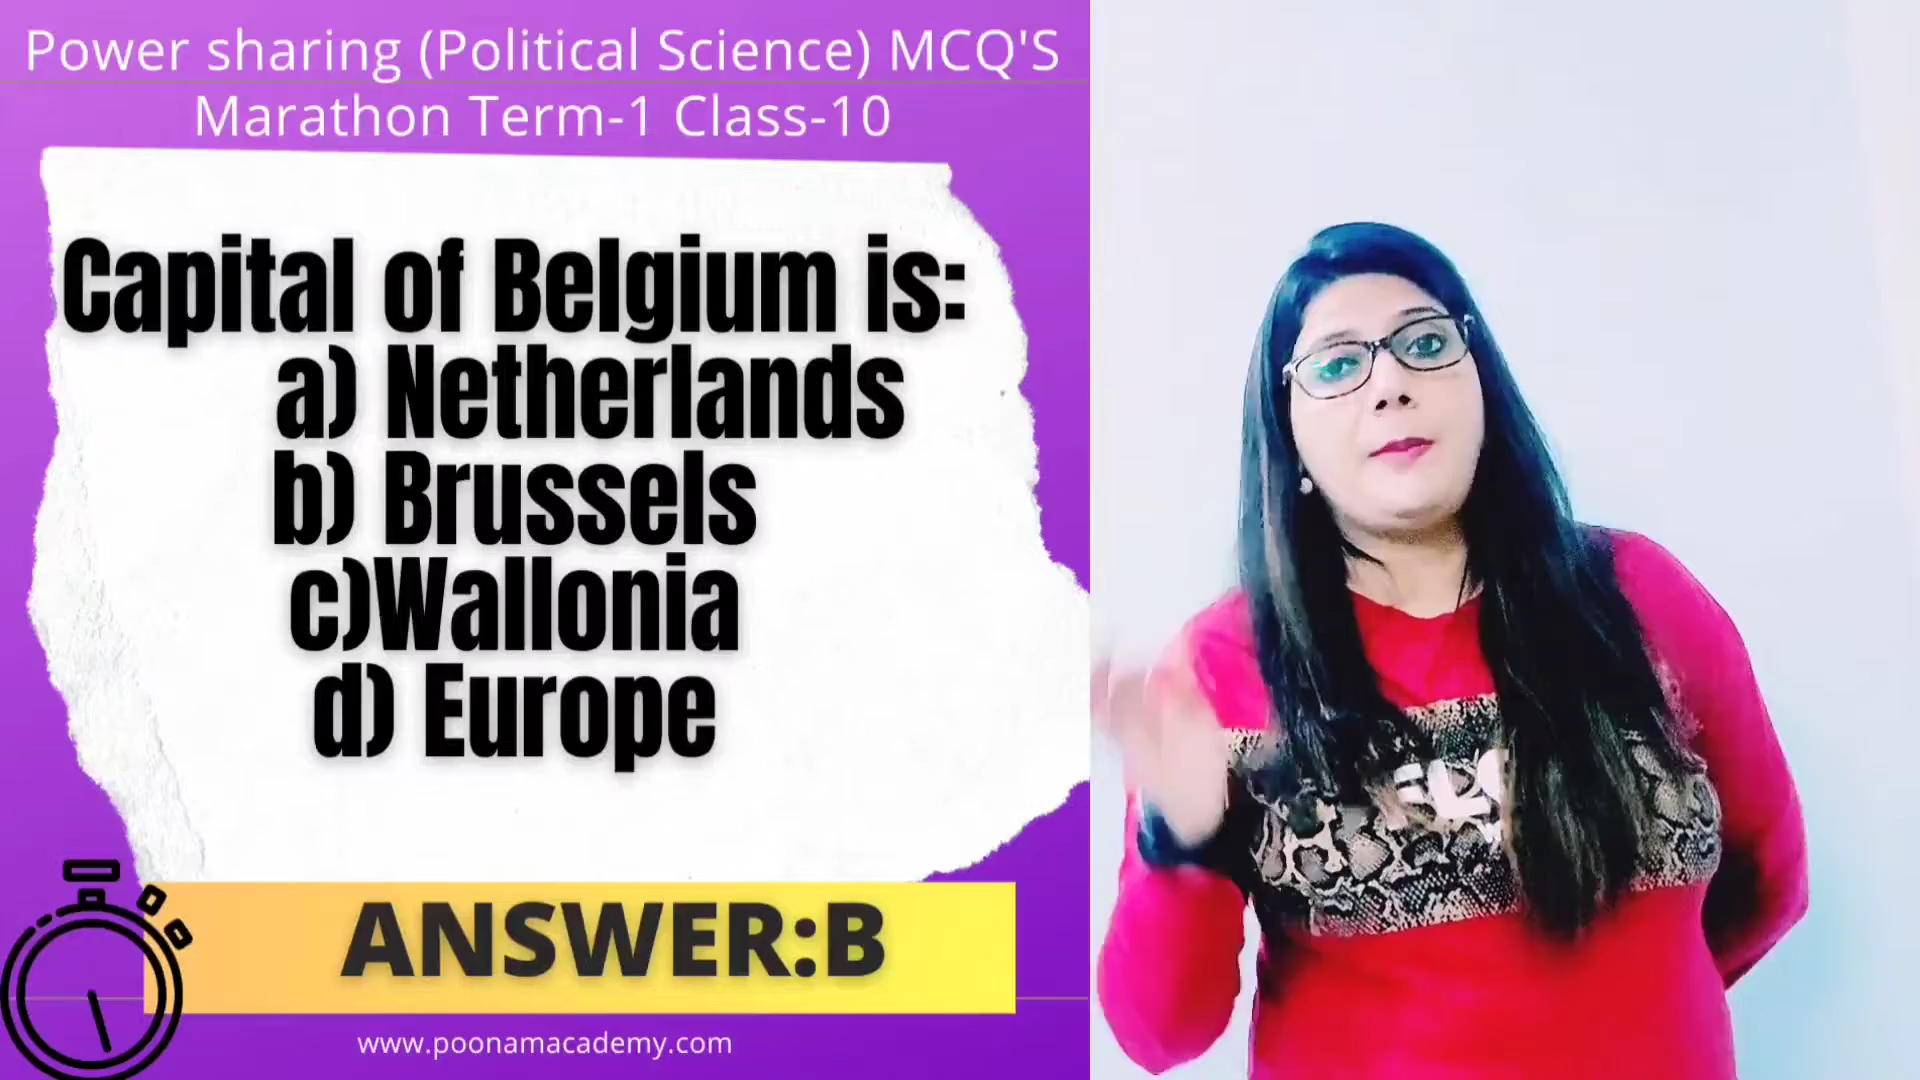 Power sharing (Political Science) MCQ'S
Marathon Term-1 Class-10
Capital of Belgium is:
a) Netherlands
b) Brussels
c)Wallonia
d) Europe
ANSWER:B
www.poonamacademy.com